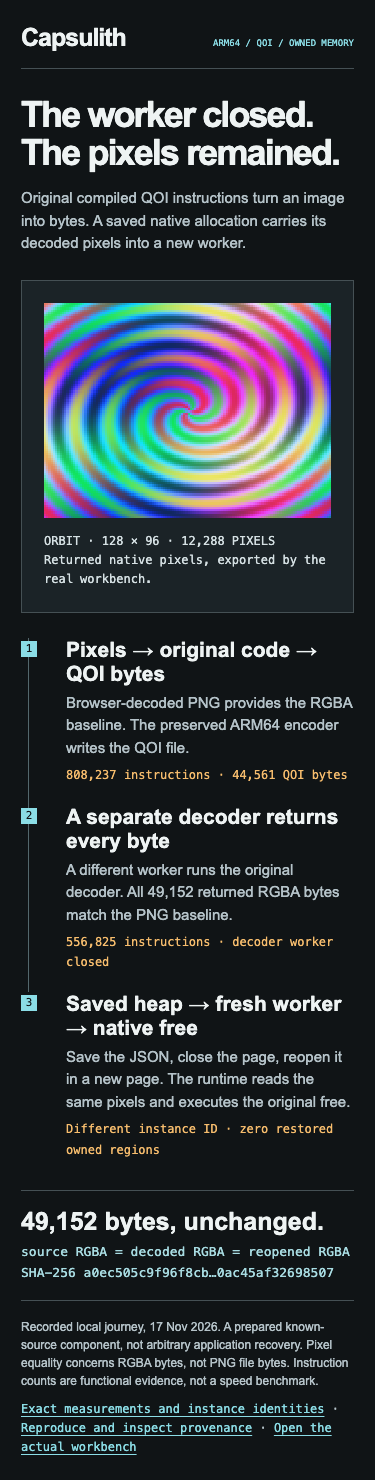 Capsulith
ARM64 / QOI / OWNED MEMORY
The worker closed.
The pixels remained.
Original compiled QOI instructions turn an image
into bytes. A saved native allocation carries its
decoded pixels into a new worker.
ORBIT · 128 × 96 · 12,288 PIXELS
Returned native pixels, exported by the
real workbench.
1
Pixels → original code →
QOI bytes
Browser-decoded PNG provides the RGBA
baseline. The preserved ARM64 encoder
writes the QOI file.
808,237 instructions · 44,561 QOI bytes
2
A separate decoder returns
every byte
A different worker runs the original
decoder. All 49,152 returned RGBA bytes
match the PNG baseline.
556,825 instructions · decoder worker
closed
3
Saved heap → fresh worker
→ native free
Save the JSON, close the page, reopen it
in a new page. The runtime reads the
same pixels and executes the original free.
Different instance ID · zero restored
owned regions
49,152 bytes, unchanged.
source RGBA = decoded RGBA = reopened RGBA
SHA-256 a0ec505c9f96f8cb…0ac45af32698507
Recorded local journey, 17 Nov 2026. A prepared known-
source component, not arbitrary application recovery. Pixel
equality concerns RGBA bytes, not PNG file bytes. Instruction
counts are functional evidence, not a speed benchmark.
Exact measurements and instance identities ·
Reproduce and inspect provenance · Open the
actual workbench